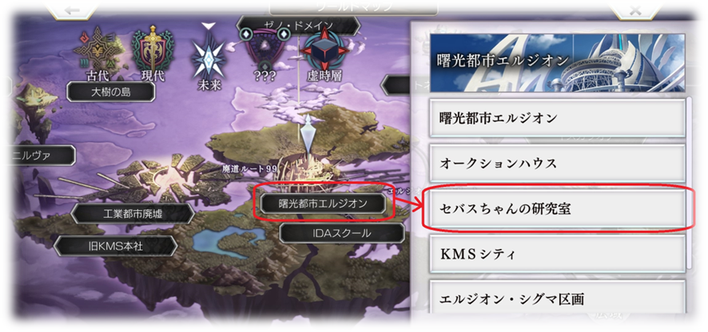 ワールドマップ
ゼノ・ドメイン
古代
現代
未来
???
虚時層
大樹の島
ニルヴァ
廃道ルート99
エルジ
曙光都市エルジオン
工業都市廃墟
IDAスクール
旧KMS本社
曙光都市エルジオン
曙光都市エルジオン
オークションハウス
セバスちゃんの研究室
KMSシティ
エルジオン・シグマ区画